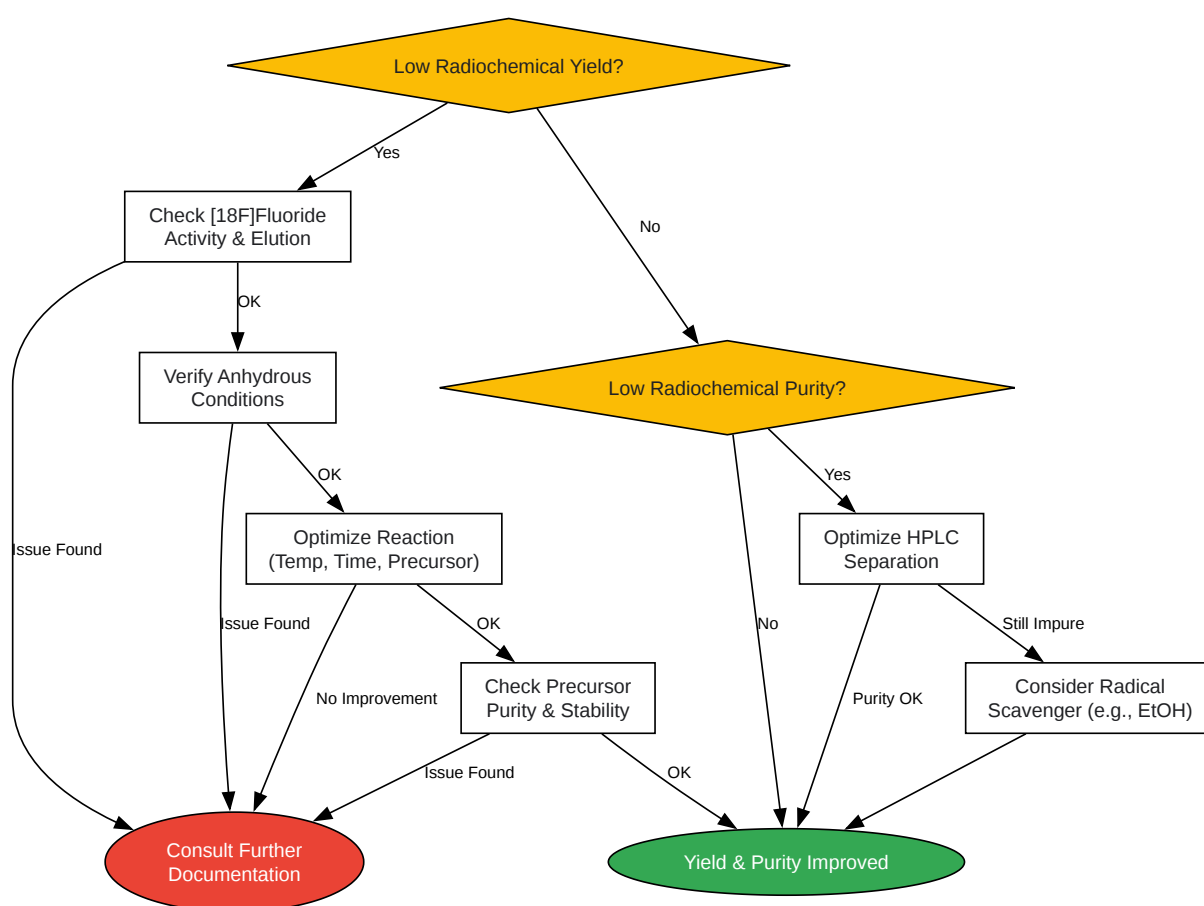 Low Radiochemical Yield?
Yes
Check [18F]Fluoride
Activity & Elution
No
OK
Verify Anhydrous
Conditions
Low Radiochemical Purity?
OK
Yes
Optimize Reaction
(Temp, Time, Precursor)
Optimize HPLC
Separation
Issue Found
Issue Found
OK
No
Still Impure
Check Precursor
Purity & Stability
Consider Radical
Scavenger (e.g., EtOH)
No Improvement
Purity OK
Issue Found
OK
Consult Further
Documentation
Yield & Purity Improved